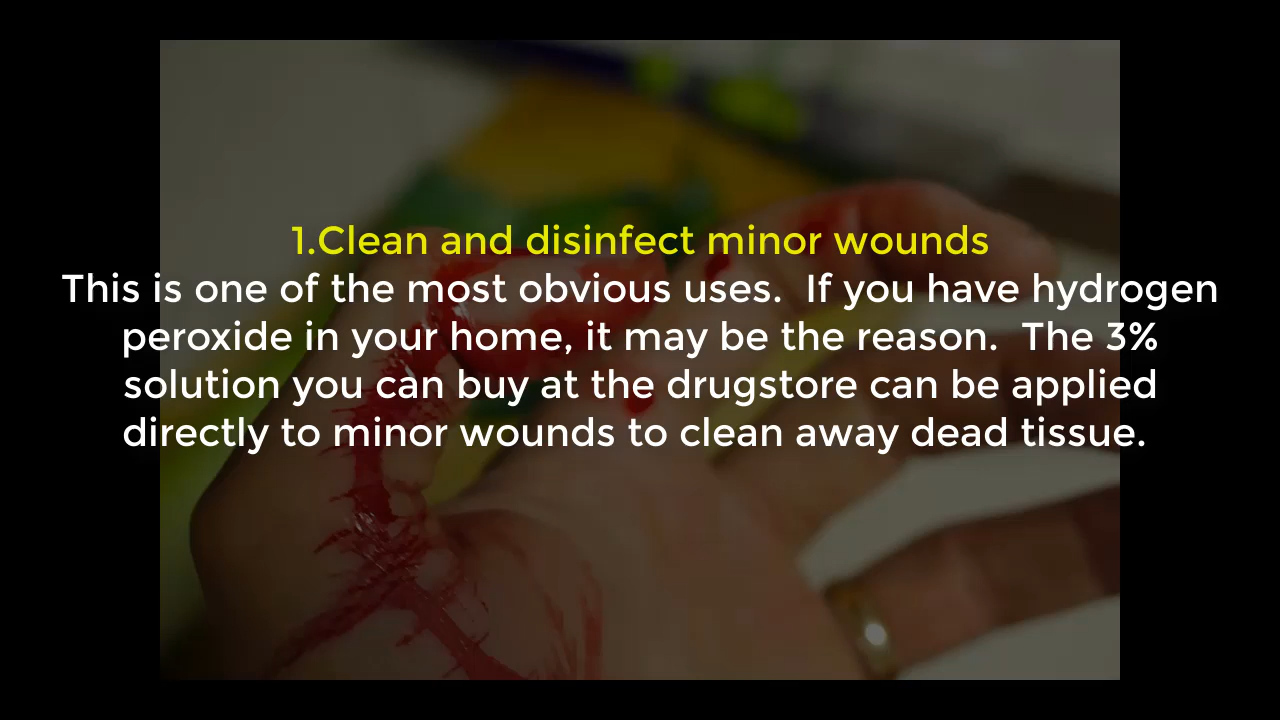 1.Clean and disinfect minor wounds
This is one of the most obvious uses.  If you have hydrogen
peroxide in your home, it may be the reason.  The 3%
solution you can buy at the drugstore can be applied
directly to minor wounds to clean away dead tissue.